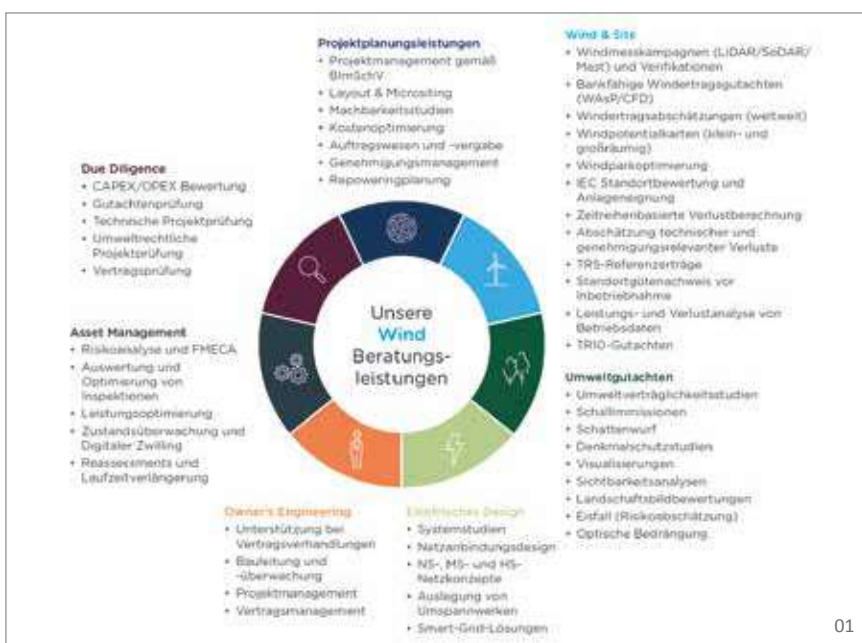 Projektplanungsleistungen
• Projektmanagement gemäß
BImSchV
• Layout & Micrositing
• Machbarkeitsstudien
• Kostenoptimierung
• Auftragswesen und -vergabe
• Genehmigungsmanagement
• Repoweringplanung
Wind & Site
• Windmesskampagnen (LiDAR/SoDAR/
Mast) und Verifikationen
• Bankfähige Windertragsgutachten
(WAsP/CFD)
• Windertragsabschätzungen (weltweit)
• Windpotentialkarten (klein- und
großräumig)
• Windparkoptimierung
• IEC Standortbewertung und
Anlageneignung
• Zeitreihenbasierte Verlustberechnung
• Abschätzung technischer und
genehmigungsrelevanter Verluste
• TR5-Referenzerträge
• Standortgütenachweis vor
Inbetriebnahme
• Leistungs- und Verlustanalyse von
Betriebsdaten
• TR10-Gutachten
Umweltgutachten
• Umweltverträglichkeitsstudien
• Schallimmissionen
• Schattenwurf
• Denkmalschutzstudien
• Visualisierungen
• Sichtbarkeitsanalysen
• Landschaftsbildbewertungen
• Eisfall (Risikoabschätzung)
• Optische Bedrängung
Elektrisches Design
• Systemstudien
• Netzanbindungsdesign
• NS-, MS- und HS-
Netzkonzepte
• Auslegung von
Umspannwerken
• Smart-Grid-Lösungen
Owner's Engineering
• Unterstützung bei
Vertragsverhandlungen
• Bauleitung und
-überwachung
• Projektmanagement
• Vertragsmanagement
Asset Management
• Risikoanalyse und FMECA
• Auswertung und
Optimierung von
Inspektionen
• Leistungsoptimierung
• Zustandsüberwachung und
Digitaler Zwilling
• Reassessments und
Laufzeitverlängerung
Due Diligence
• CAPEX/OPEX Bewertung
• Gutachtenprüfung
• Technische Projektprüfung
• Umweltrechtliche
Projektprüfung
• Vertragsprüfung
Unsere
Wind
Beratungs-
leistungen
01